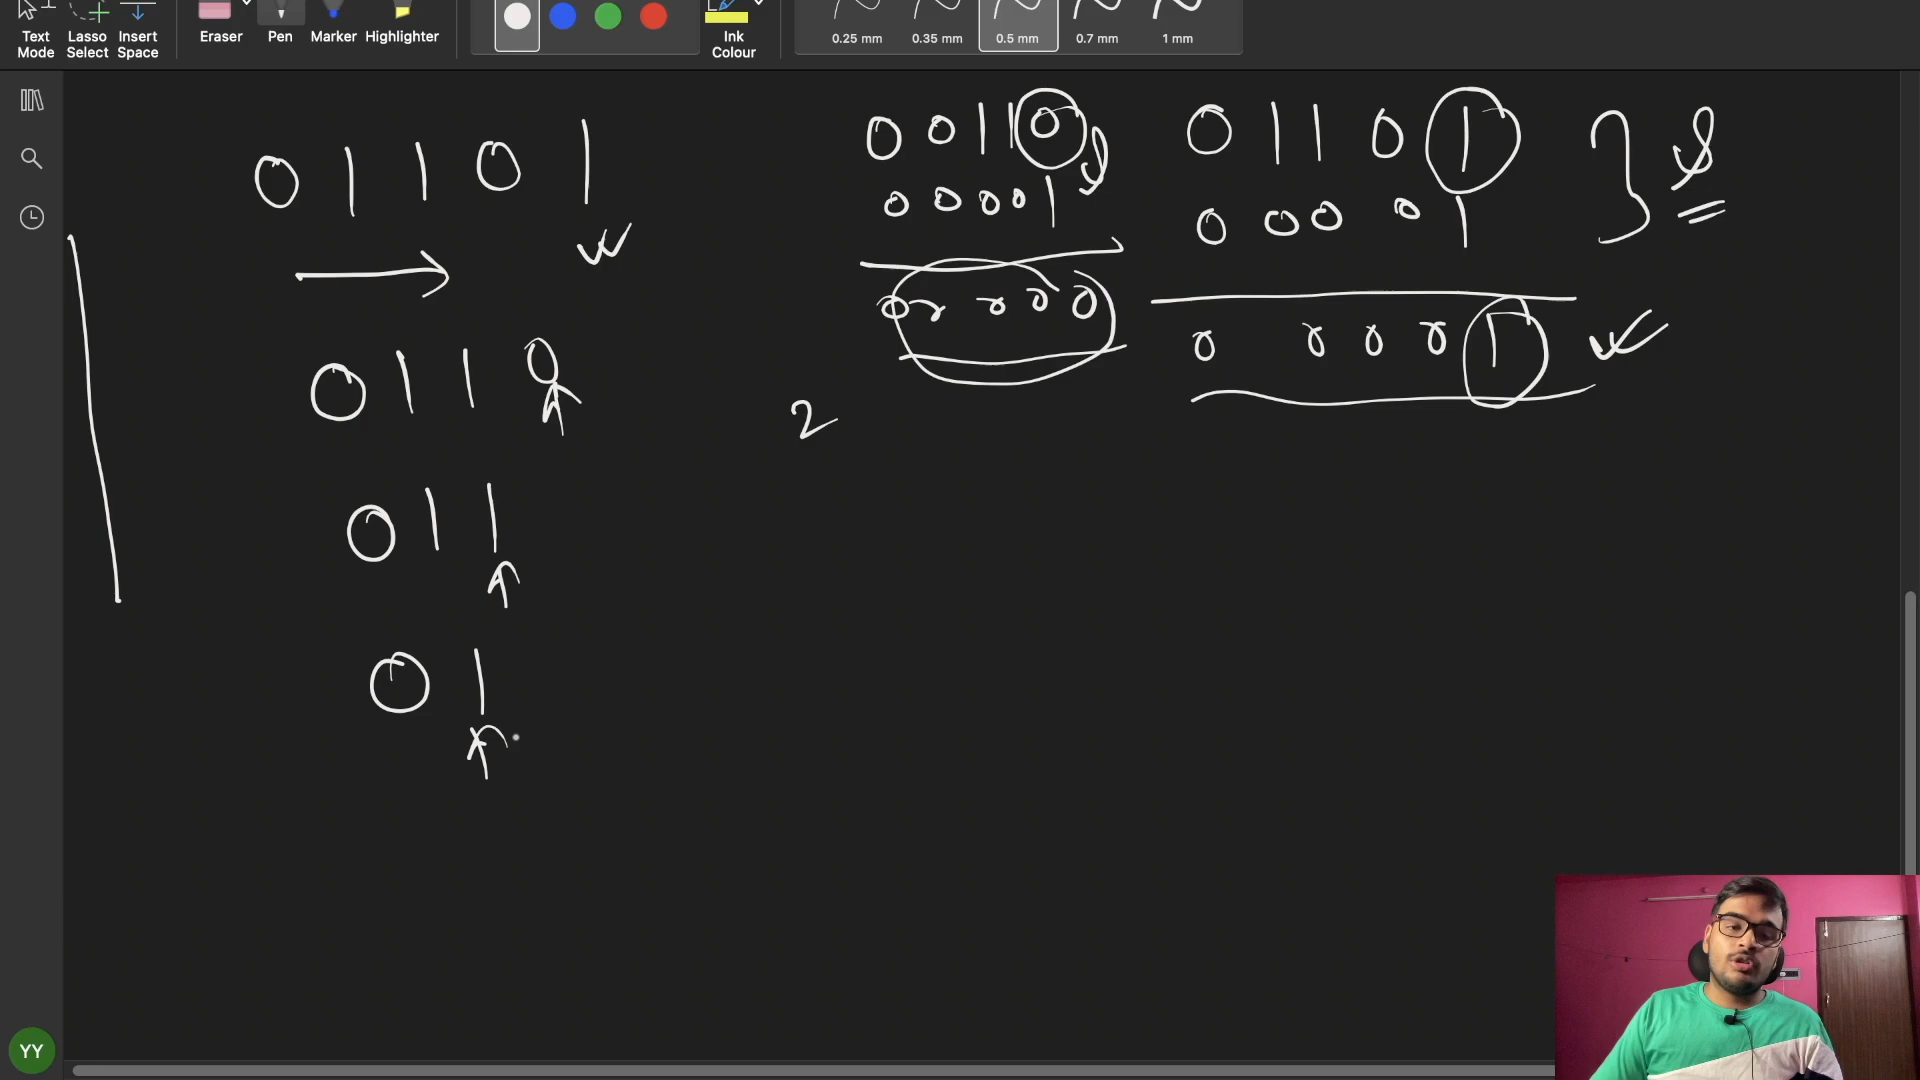 Text Mode
Lasso Select
Insert Space
Eraser
Pen
Marker
Highlighter
Ink Colour
0.25 mm
0.35 mm
0.5 mm
0.7 mm
1 mm
0 1 1 0 1
0 1 1 0
0 1 1
0 1
0 0 1 1 0 &
0 0 0 0 1
0 0 0 0 0
2
0 1 1 0 1 } &
0 0 0 0 1
0 0 0 0 1
YY